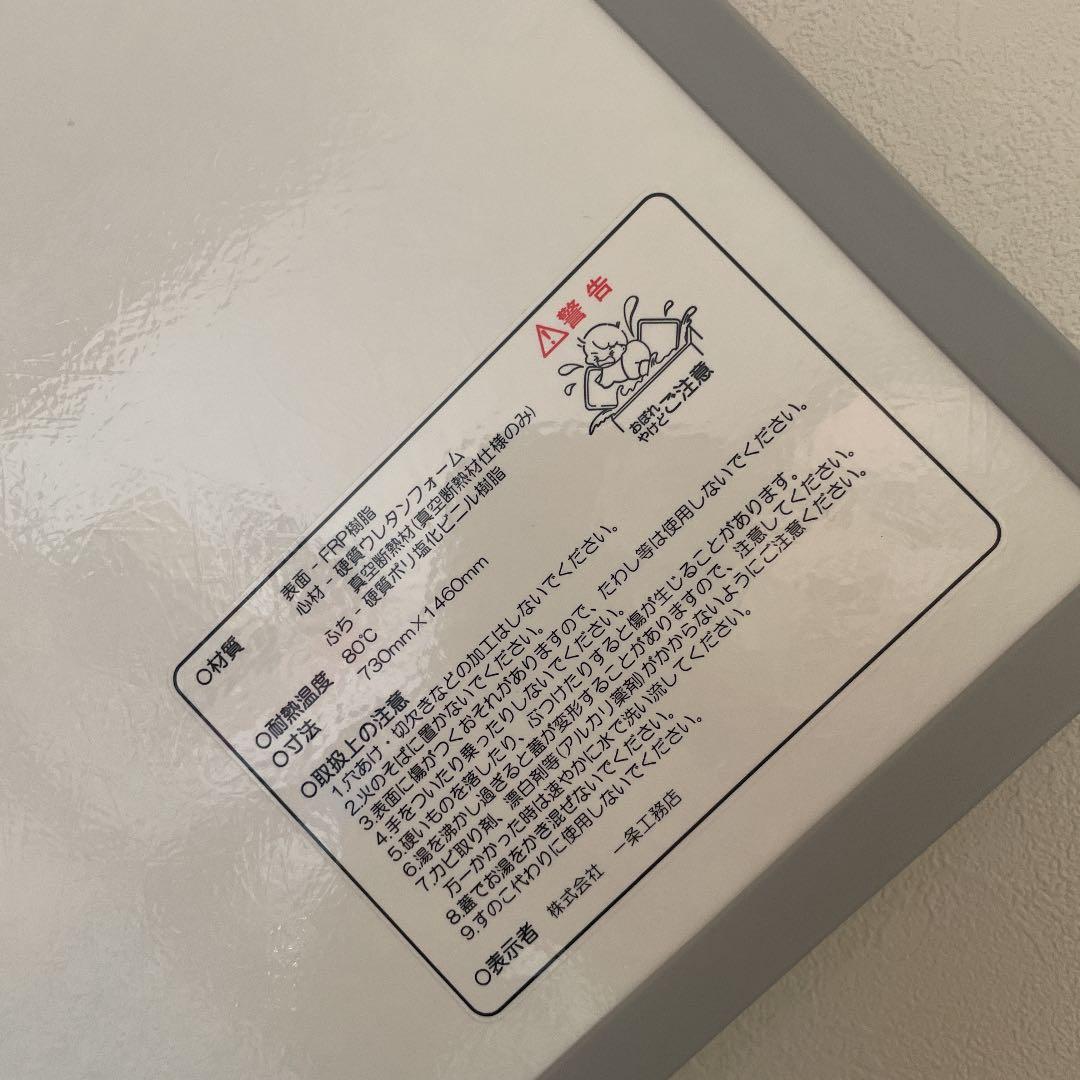 警告
おぼれ
やけど ご注意
○材質 表面 - FRP樹脂
心材 - 硬質ウレタンフォーム
真空断熱材(真空断熱材仕様のみ)
ふち - 硬質ポリ塩化ビニル樹脂
○耐熱温度 80℃
○寸法 730mm×1460mm
○取扱上の注意
1.穴あけ・切欠きなどの加工はしないでください。
2.火のそばに置かないでください。
3.表面に傷がつくおそれがありますので、たわし等は使用しないでください。
4.手をついたり乗ったりしないでください。
5.硬いものを落したり、ぶつけたりすると傷が生じることがあります。
6.湯を沸かし過ぎると蓋が変形することがありますので、注意してください。
7.カビ取り剤、漂白剤等(アルカリ薬剤)がかからないようにご注意ください。
万一かかった時は速やかに水で洗い流してください。
8.蓋でお湯をかき混ぜないでください。
9.すのこ代わりに使用しないでください。
○表示者 株式会社 一条工務店